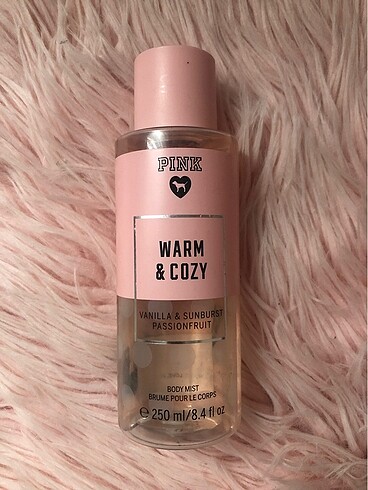 PINK
WARM
& COZY
VANILLA & SUNBURST
PASSIONFRUIT
BODY MIST
BRUME POUR LE CORPS
℮ 250 ml/8.4 fl oz